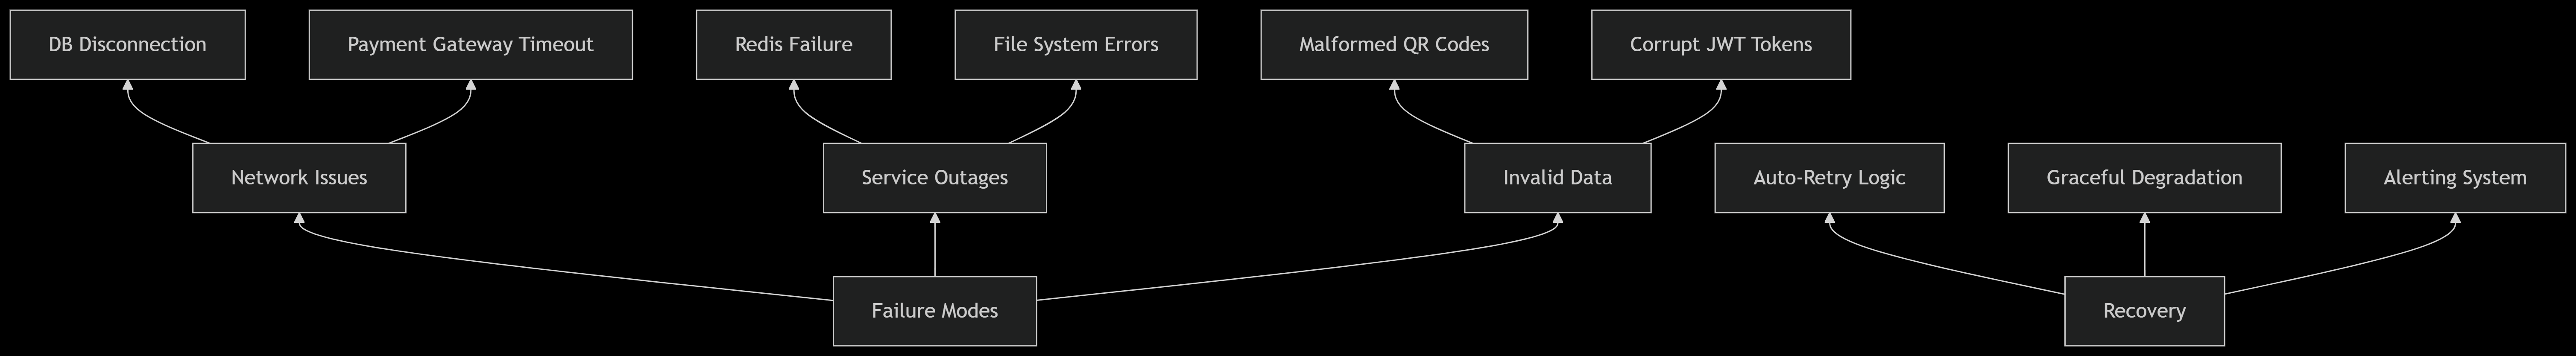 DB Disconnection
Payment Gateway Timeout
Redis Failure
File System Errors
Malformed QR Codes
Corrupt JWT Tokens
Network Issues
Service Outages
Invalid Data
Auto-Retry Logic
Graceful Degradation
Alerting System
Failure Modes
Recovery